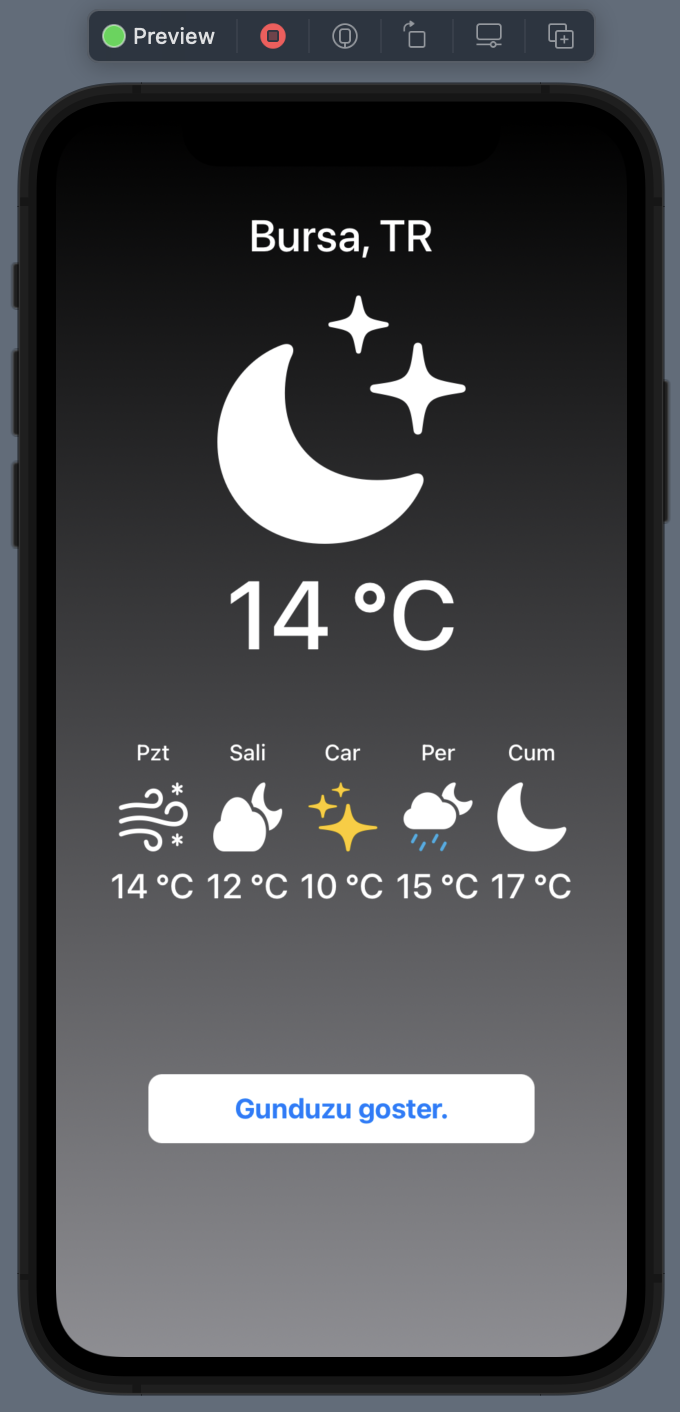 Preview
Bursa, TR
14 °C
Pzt Sali Car Per Cum
14 °C 12 °C 10 °C 15 °C 17 °C
Gunduzu goster.